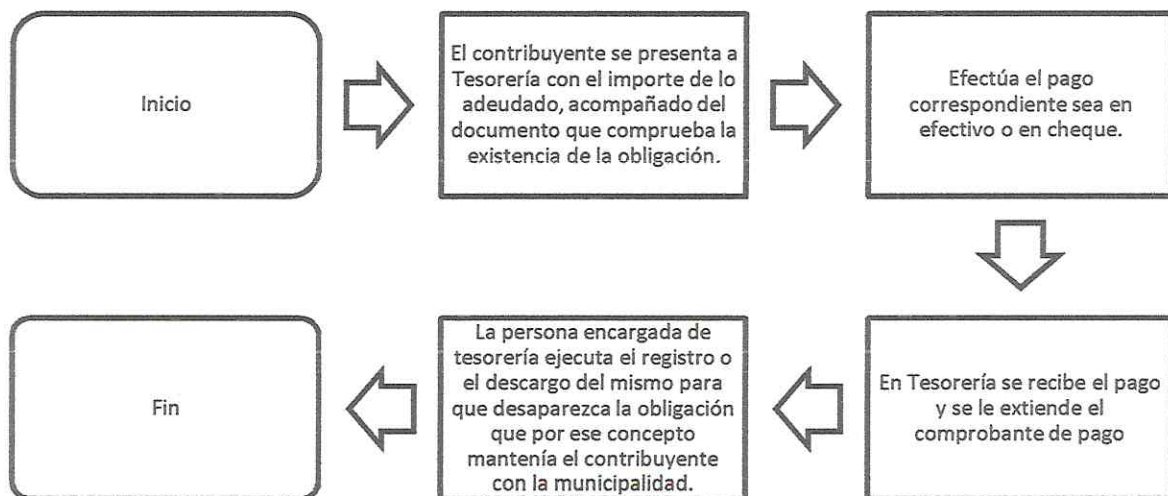 Inicio
El contribuyente se presenta a
Tesorería con el importe de lo
adeudado, acompañado del
documento que comprueba la
existencia de la obligación.
Efectúa el pago
correspondiente sea en
efectivo o en cheque.
En Tesorería se recibe el pago
y se le extiende el
comprobante de pago
La persona encargada de
tesorería ejecuta el registro o
el descargo del mismo para
que desaparezca la obligación
que por ese concepto
mantenía el contribuyente
con la municipalidad.
Fin